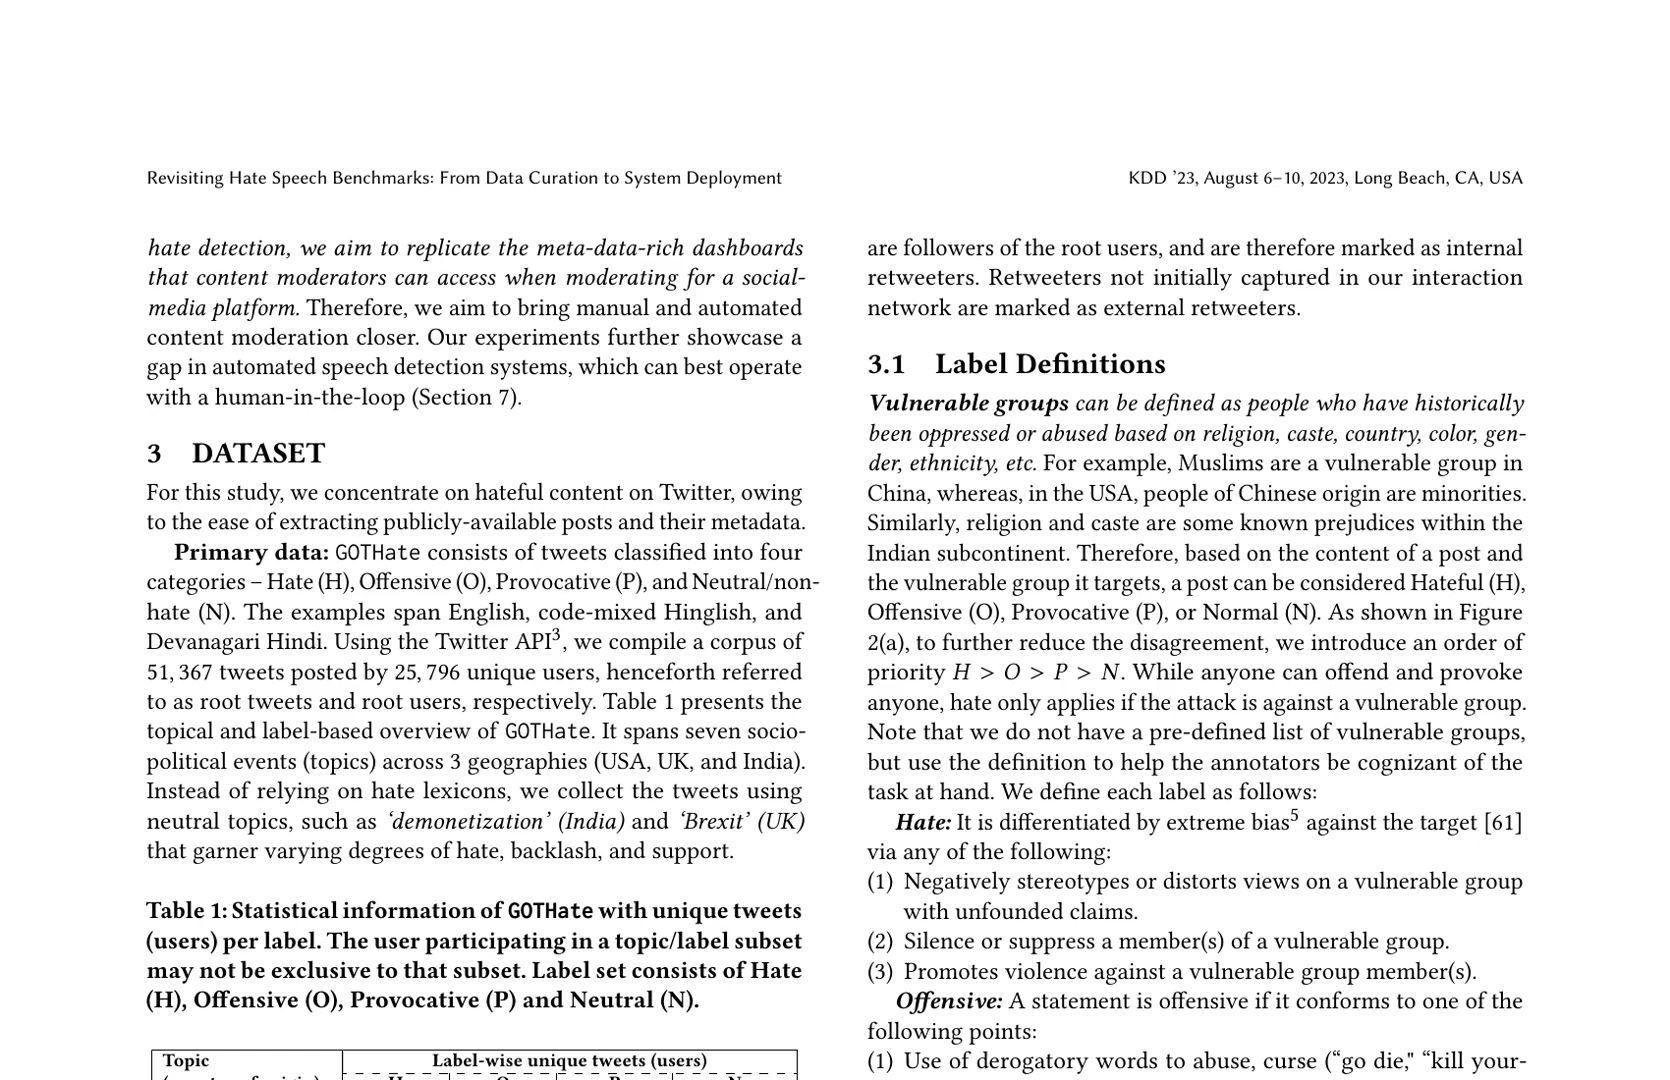 Revisiting Hate Speech Benchmarks: From Data Curation to System Deployment
KDD ’23, August 6–10, 2023, Long Beach, CA, USA
hate detection, we aim to replicate the meta-data-rich dashboards
that content moderators can access when moderating for a social-
media platform. Therefore, we aim to bring manual and automated
content moderation closer. Our experiments further showcase a
gap in automated speech detection systems, which can best operate
with a human-in-the-loop (Section 7).
3 DATASET
For this study, we concentrate on hateful content on Twitter, owing
to the ease of extracting publicly-available posts and their metadata.
Primary data: GOTHate consists of tweets classified into four
categories – Hate (H), Offensive (O), Provocative (P), and Neutral/non-
hate (N). The examples span English, code-mixed Hinglish, and
Devanagari Hindi. Using the Twitter API3, we compile a corpus of
51, 367 tweets posted by 25, 796 unique users, henceforth referred
to as root tweets and root users, respectively. Table 1 presents the
topical and label-based overview of GOTHate. It spans seven socio-
political events (topics) across 3 geographies (USA, UK, and India).
Instead of relying on hate lexicons, we collect the tweets using
neutral topics, such as ‘demonetization’ (India) and ‘Brexit’ (UK)
that garner varying degrees of hate, backlash, and support.
Table 1: Statistical information of GOTHate with unique tweets
(users) per label. The user participating in a topic/label subset
may not be exclusive to that subset. Label set consists of Hate
(H), Offensive (O), Provocative (P) and Neutral (N).
Topic
Label-wise unique tweets (users)
are followers of the root users, and are therefore marked as internal
retweeters. Retweeters not initially captured in our interaction
network are marked as external retweeters.
3.1 Label Definitions
Vulnerable groups can be defined as people who have historically
been oppressed or abused based on religion, caste, country, color, gen-
der, ethnicity, etc. For example, Muslims are a vulnerable group in
China, whereas, in the USA, people of Chinese origin are minorities.
Similarly, religion and caste are some known prejudices within the
Indian subcontinent. Therefore, based on the content of a post and
the vulnerable group it targets, a post can be considered Hateful (H),
Offensive (O), Provocative (P), or Normal (N). As shown in Figure
2(a), to further reduce the disagreement, we introduce an order of
priority H > O > P > N. While anyone can offend and provoke
anyone, hate only applies if the attack is against a vulnerable group.
Note that we do not have a pre-defined list of vulnerable groups,
but use the definition to help the annotators be cognizant of the
task at hand. We define each label as follows:
Hate: It is differentiated by extreme bias5 against the target [61]
via any of the following:
(1) Negatively stereotypes or distorts views on a vulnerable group
with unfounded claims.
(2) Silence or suppress a member(s) of a vulnerable group.
(3) Promotes violence against a vulnerable group member(s).
Offensive: A statement is offensive if it conforms to one of the
following points:
(1) Use of derogatory words to abuse, curse (“go die," “kill your-